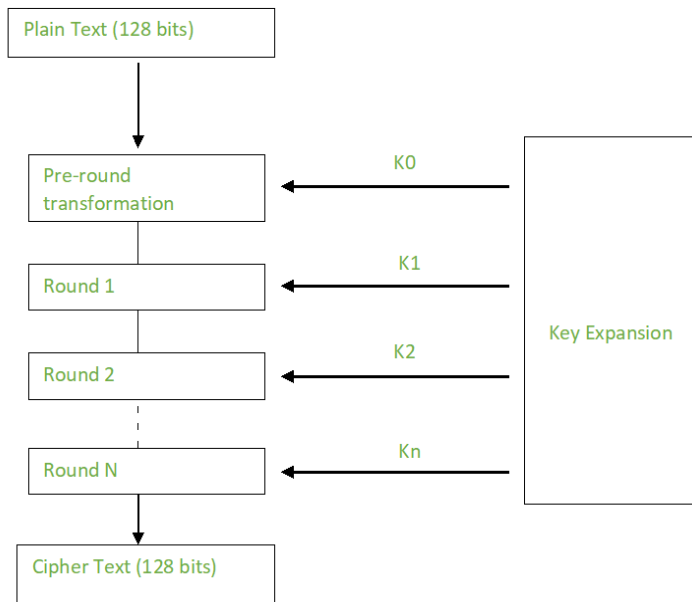 Plain Text (128 bits)
Pre-round
transformation
K0
Round 1
K1
Key Expansion
Round 2
K2
Round N
Kn
Cipher Text (128 bits)